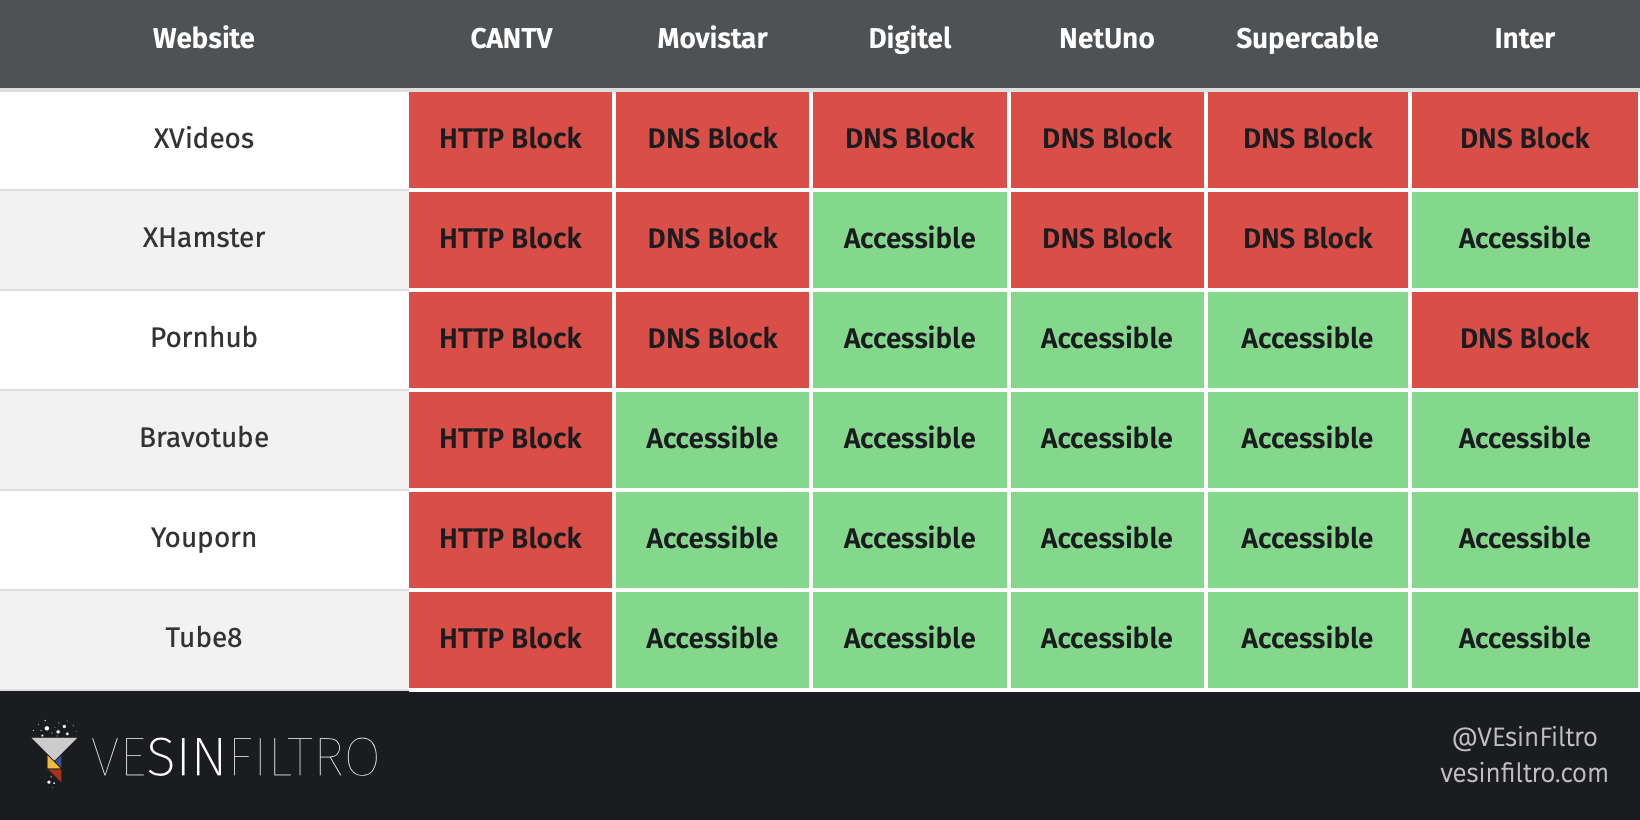 Website CANTV Movistar Digitel NetUno Supercable Inter
XVideos HTTP Block DNS Block DNS Block DNS Block DNS Block DNS Block
XHamster HTTP Block DNS Block Accessible DNS Block DNS Block Accessible
Pornhub HTTP Block DNS Block Accessible Accessible Accessible DNS Block
Bravotube HTTP Block Accessible Accessible Accessible Accessible Accessible
Youporn HTTP Block Accessible Accessible Accessible Accessible Accessible
Tube8 HTTP Block Accessible Accessible Accessible Accessible Accessible
VESINFILTRO
@VEsinFiltro
vesinfiltro.com